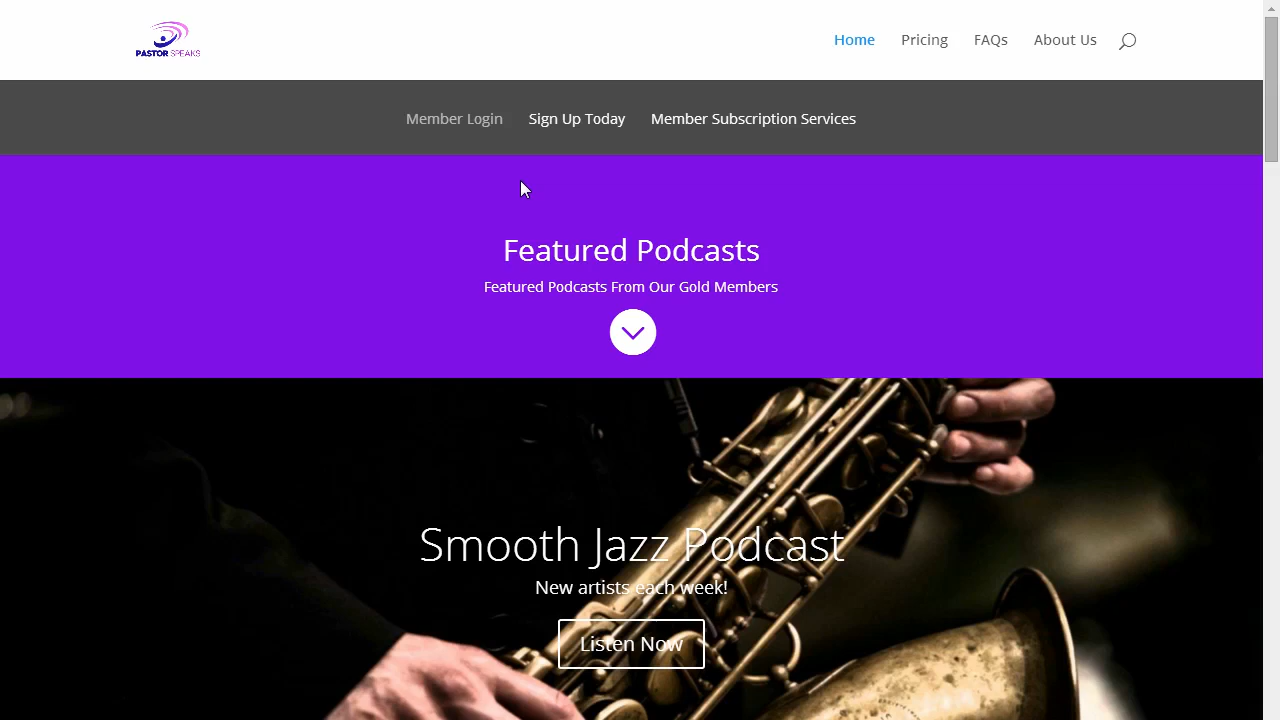 PASTOR SPEAKS
Home Pricing FAQs About Us
Member Login Sign Up Today Member Subscription Services
Featured Podcasts
Featured Podcasts From Our Gold Members
Smooth Jazz Podcast
New artists each week!
Listen Now